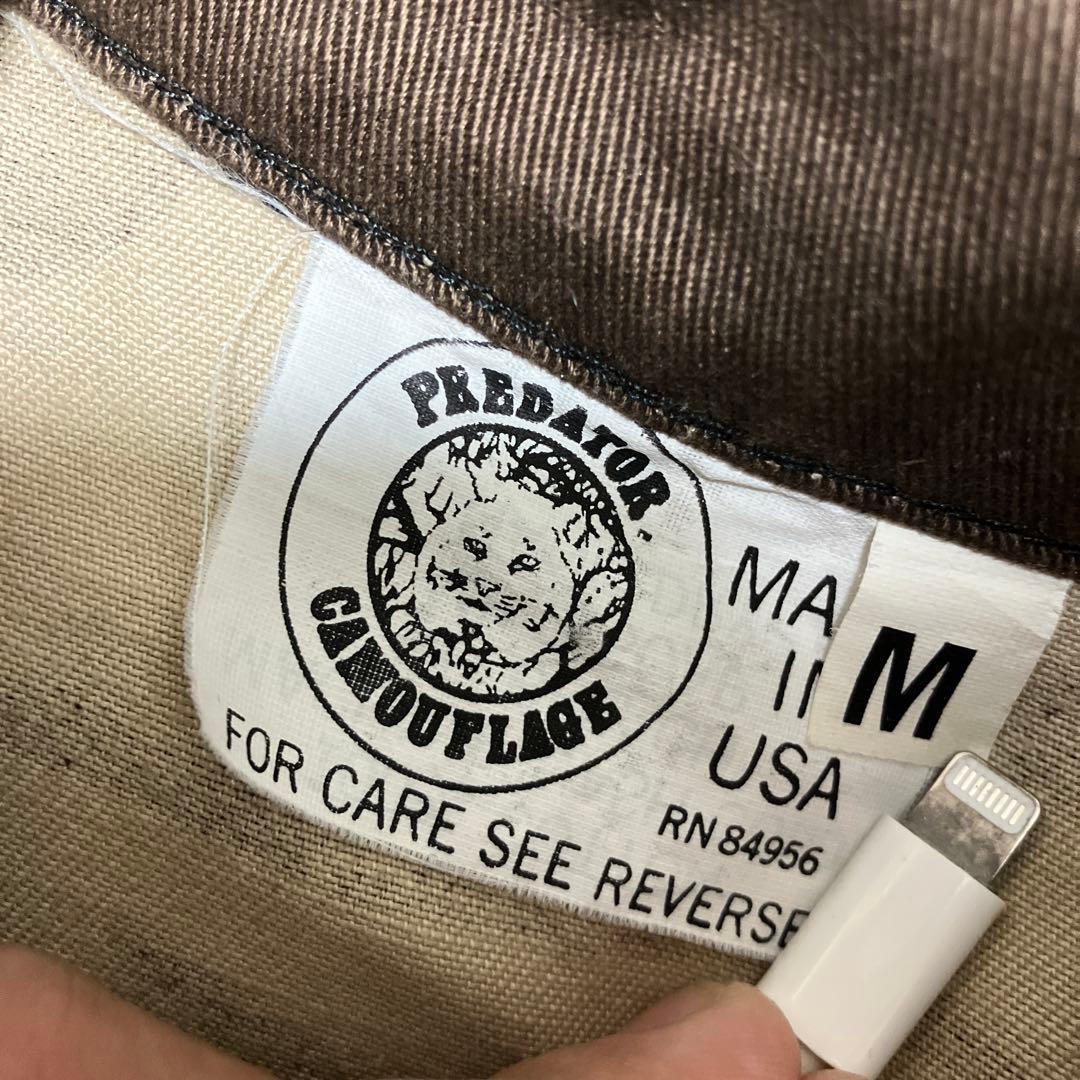 PREDATOR
CAMOUFLAGE
MA
M
USA
RN 84956
FOR CARE SEE REVERSE